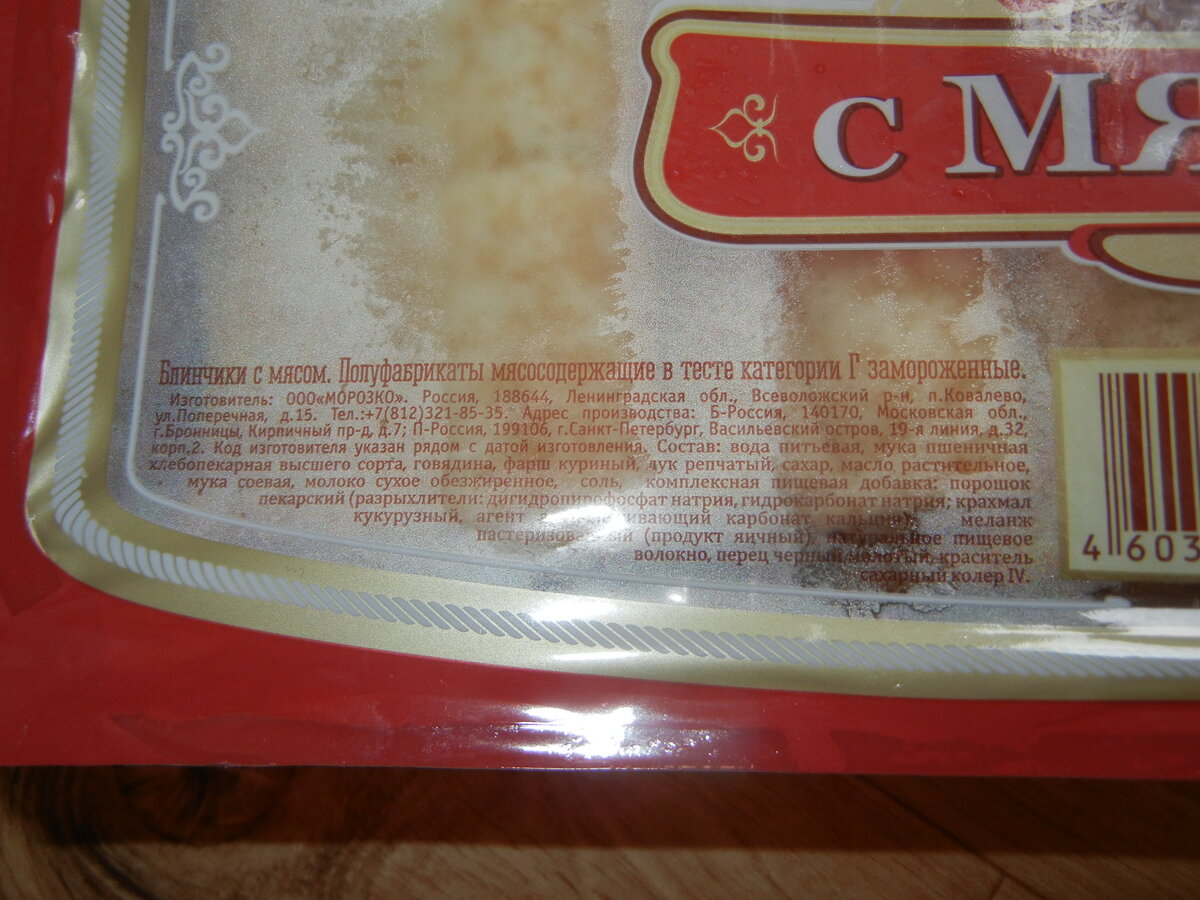 с МЯ
Блинчики с мясом. Полуфабрикаты мясосодержащие в тесте категории Г замороженные.
Изготовитель: ООО«МОРОЗКО». Россия, 188644, Ленинградская обл., Всеволожский р-н, п.Ковалево,
ул.Поперечная, д.15. Тел.:+7(812)321-85-35. Адрес производства: Б-Россия, 140170, Московская обл.,
г.Бронницы, Кирпичный пр-д, д.7; П-Россия, 199106, г.Санкт-Петербург, Васильевский остров, 19-я линия, д.32,
корп.2. Код изготовителя указан рядом с датой изготовления. Состав: вода питьевая, мука пшеничная
хлебопекарная высшего сорта, говядина, фарш куриный, лук репчатый, сахар, масло растительное,
мука соевая, молоко сухое обезжиренное, соль, комплексная пищевая добавка: порошок
пекарский (разрыхлители: дигидропирофосфат натрия, гидрокарбонат натрия; крахмал
кукурузный, агент карбонат кальция), меланж
пастеризованный (продукт яичный), натуральное пищевое
волокно, перец черный молотый, краситель
сахарный колер IV.
4 603